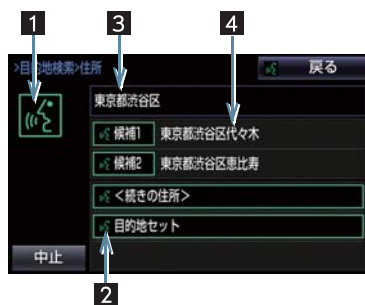 1 3 4
>目的地検索>住所 戻る
東京都渋谷区
候補1 東京都渋谷区代々木
候補2 東京都渋谷区恵比寿
<続きの住所>
目的地セット
中止
2